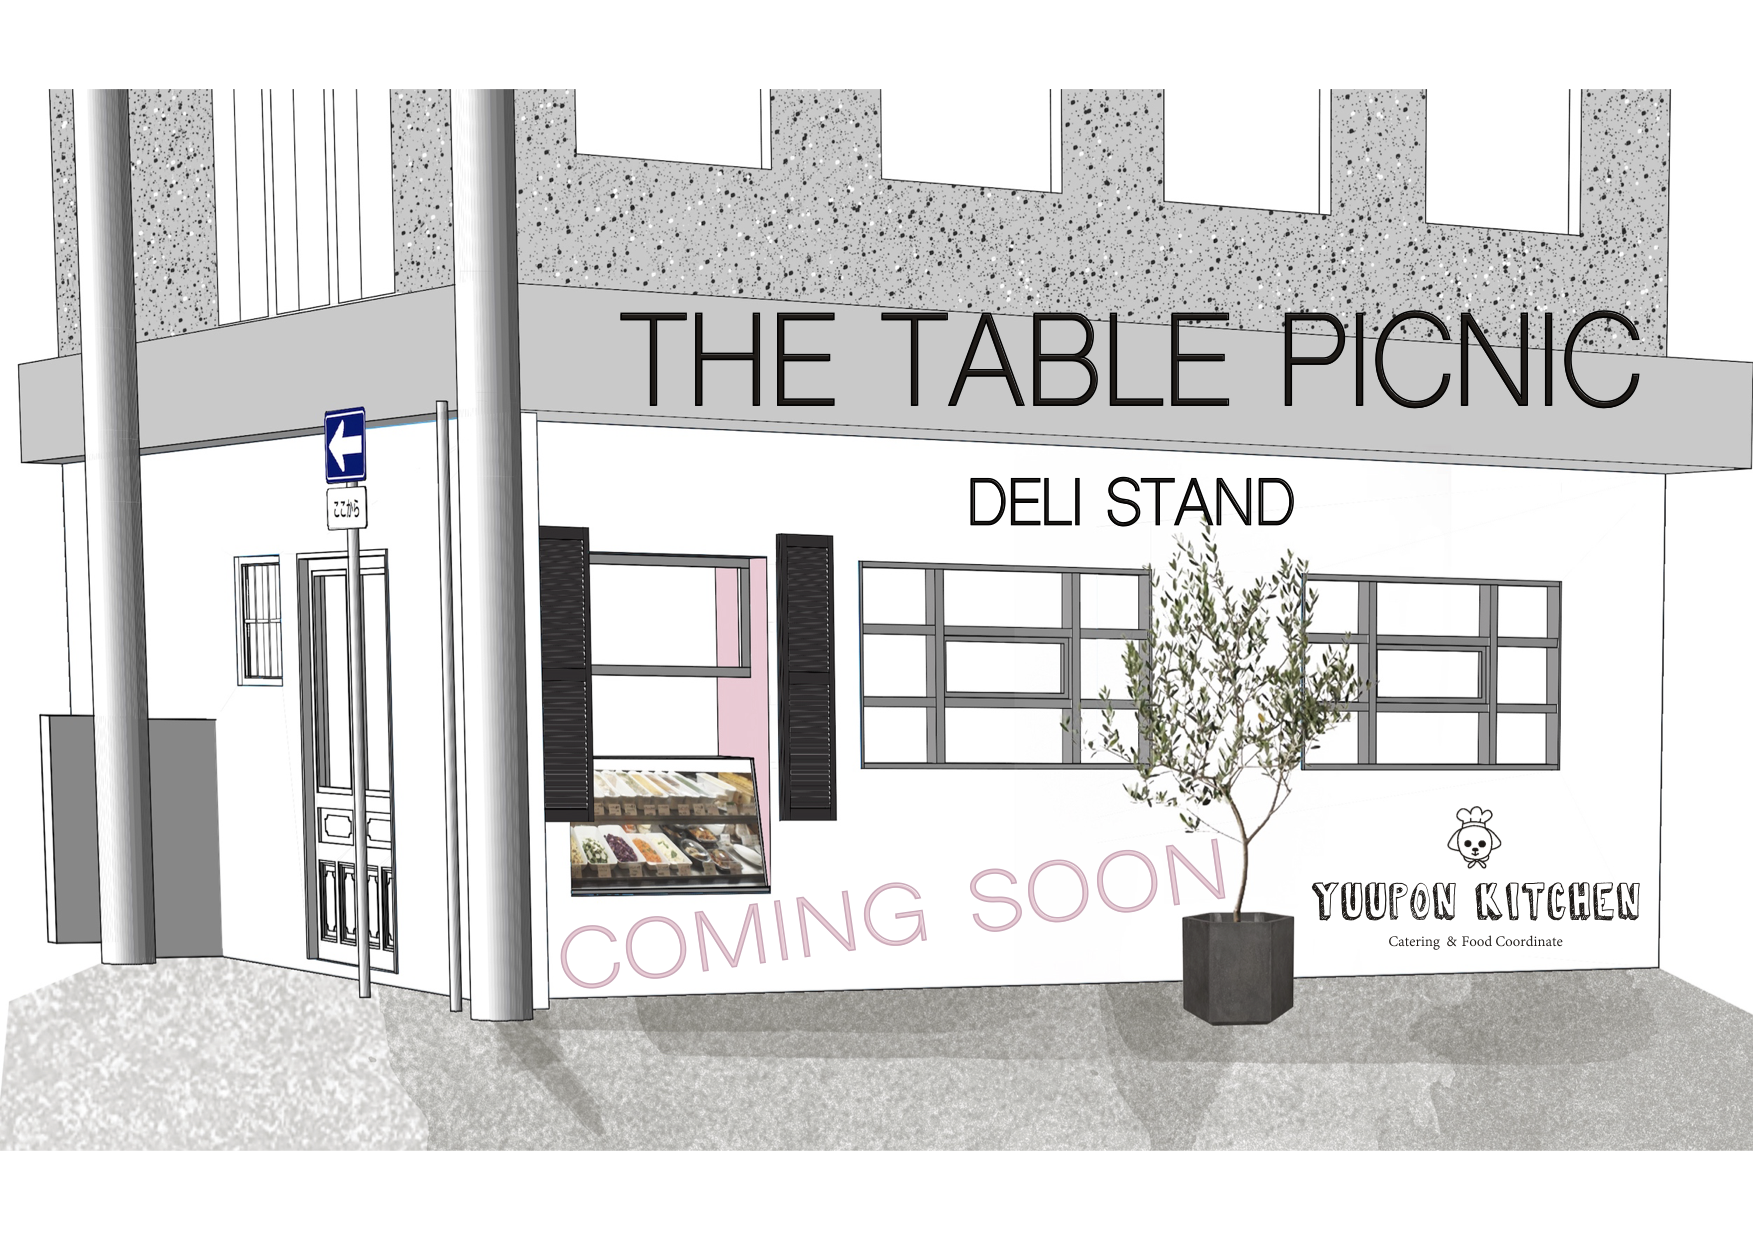 THE TABLE PICNIC
DELI STAND
ここから
COMING SOON
YUUPON KITCHEN
Catering & Food Coordinate